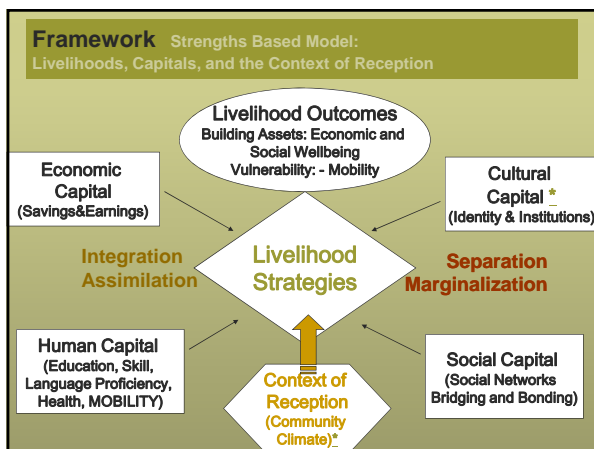 Framework Strengths Based Model:
Livelihoods, Capitals, and the Context of Reception
Livelihood Outcomes
Building Assets: Economic and
Social Wellbeing
Vulnerability: - Mobility
Economic
Capital
(Savings&Earnings)
Cultural
Capital *
(Identity & Institutions)
Integration
Assimilation
Livelihood
Strategies
Separation
Marginalization
Human Capital
(Education, Skill,
Language Proficiency,
Health, MOBILITY)
Context of
Reception
(Community
Climate)*
Social Capital
(Social Networks
Bridging and Bonding)